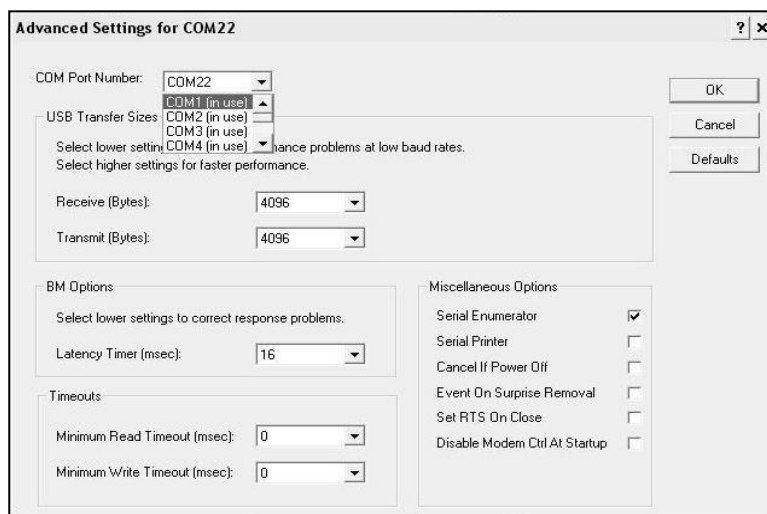 Advanced Settings for COM22
? ×
COM Port Number: COM22
COM1 (in use)
COM2 (in use)
COM3 (in use)
COM4 (in use)
OK
Cancel
Defaults
USB Transfer Sizes
Select lower settin ance problems at low baud rates.
Select higher settings for faster performance.
Receive (Bytes): 4096
Transmit (Bytes): 4096
BM Options
Select lower settings to correct response problems.
Latency Timer (msec): 16
Timeouts
Minimum Read Timeout (msec): 0
Minimum Write Timeout (msec): 0
Miscellaneous Options
Serial Enumerator
Serial Printer
Cancel If Power Off
Event On Surprise Removal
Set RTS On Close
Disable Modem Ctrl At Startup